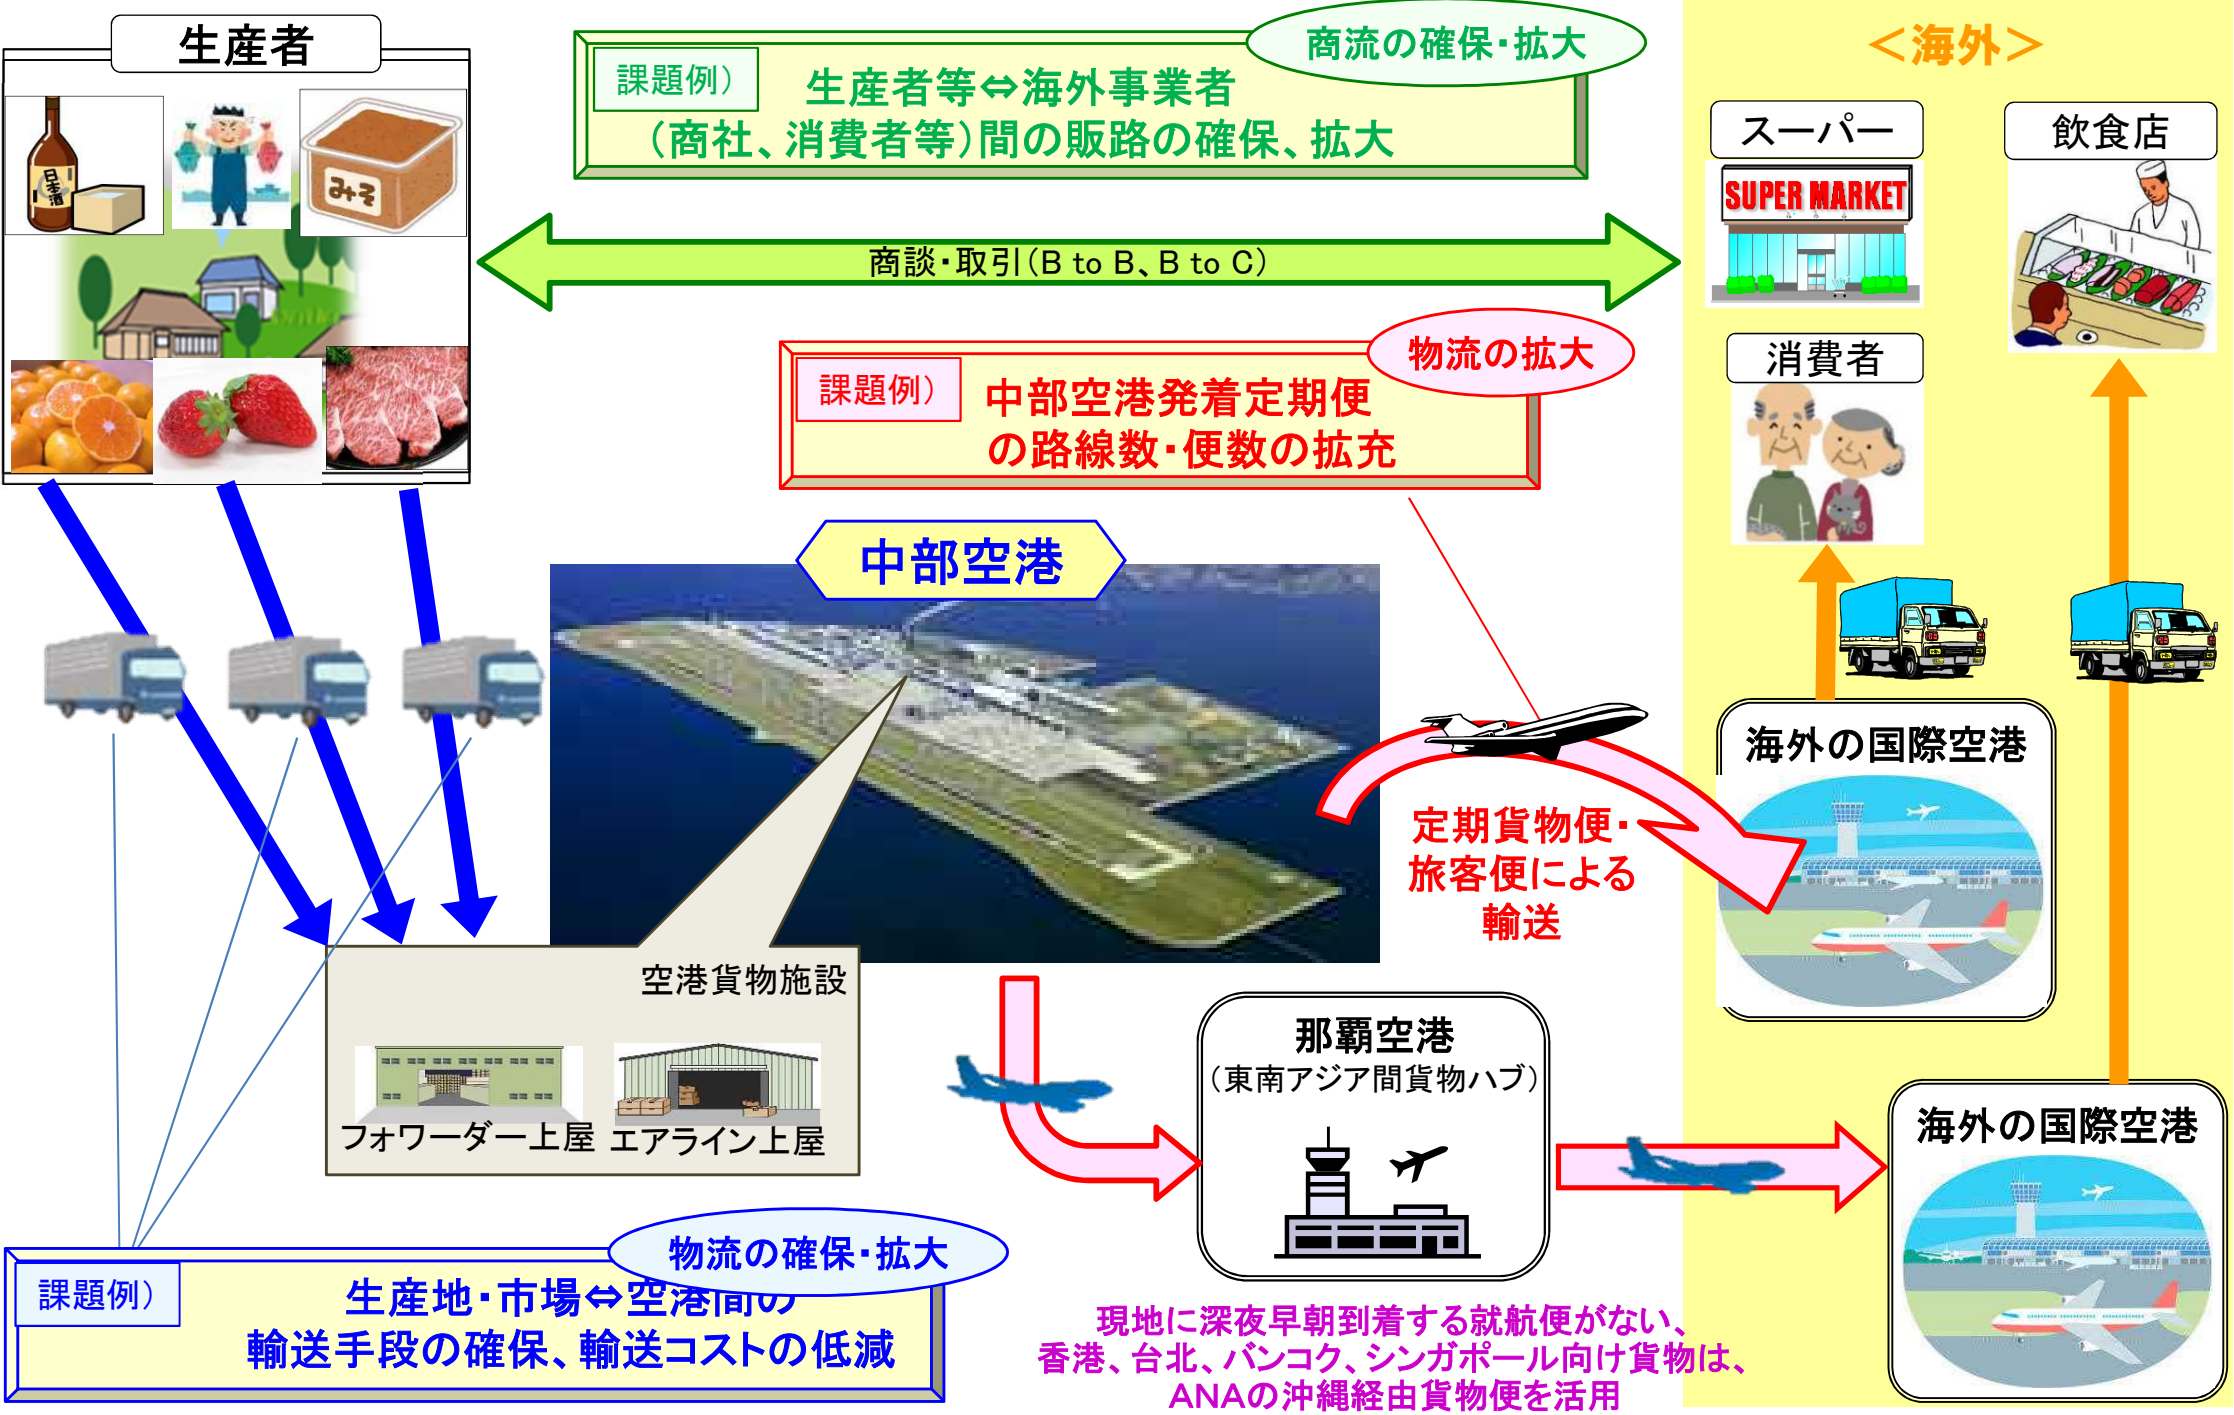 生産者
日本酒
みそ
商流の確保・拡大
課題例）
生産者等⇔海外事業者
（商社、消費者等）間の販路の確保、拡大
商談・取引（B to B、B to C）
＜海外＞
スーパー
SUPER MARKET
飲食店
消費者
物流の拡大
課題例）
中部空港発着定期便
の路線数・便数の拡充
中部空港
海外の国際空港
定期貨物便・
旅客便による
輸送
空港貨物施設
フォワーダー上屋
エアライン上屋
那覇空港
（東南アジア間貨物ハブ）
海外の国際空港
物流の確保・拡大
課題例）
生産地・市場⇔空港間の
輸送手段の確保、輸送コストの低減
現地に深夜早朝到着する就航便がない、
香港、台北、バンコク、シンガポール向け貨物は、
ANAの沖縄経由貨物便を活用